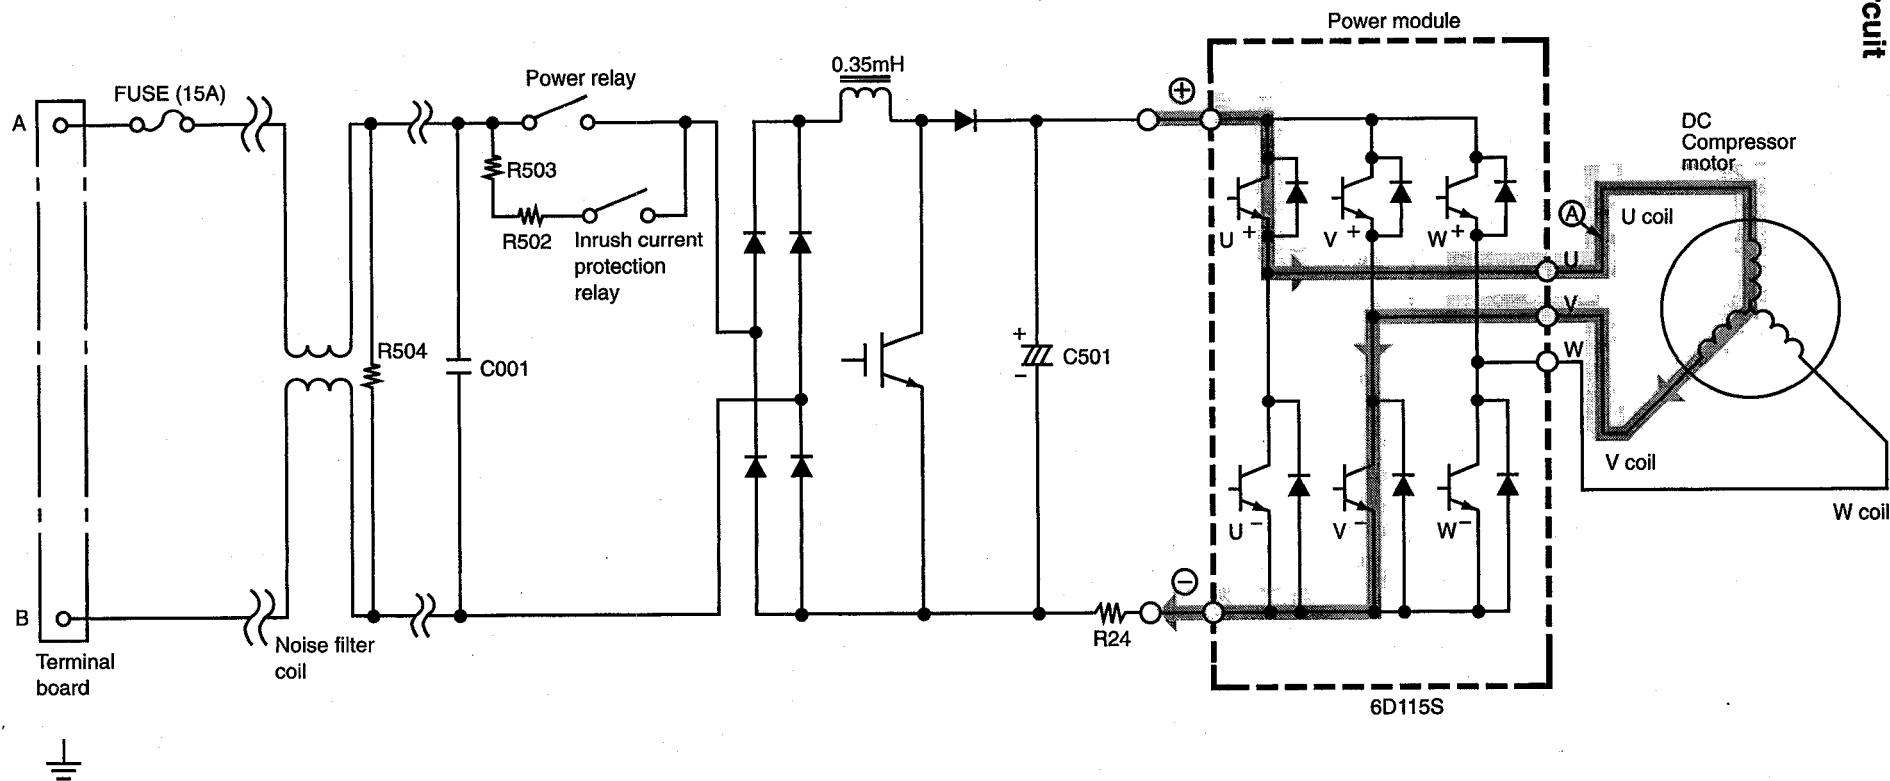 rcuit
Power module
0.35mH
Power relay
FUSE (15A)
A
+
R503
R502
Inrush current
protection
relay
DC
Compressor
motor
A
U coil
U +
V +
W +
U
V
W
R504
C001
+
C501
−
V coil
W coil
U −
V −
W −
−
B
R24
Noise filter
coil
Terminal
board
6D115S